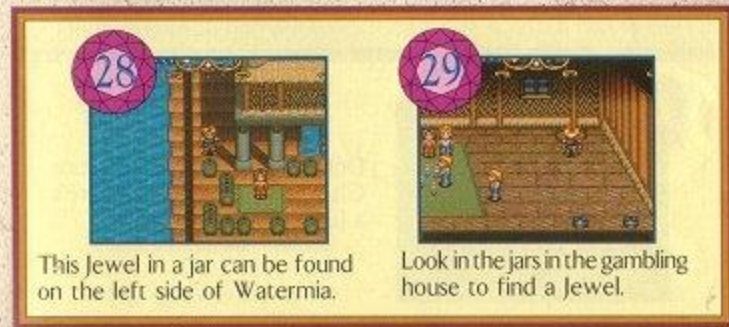 28
This Jewel in a jar can be found
on the left side of Watermia.
29
Look in the jars in the gambling
house to find a Jewel.